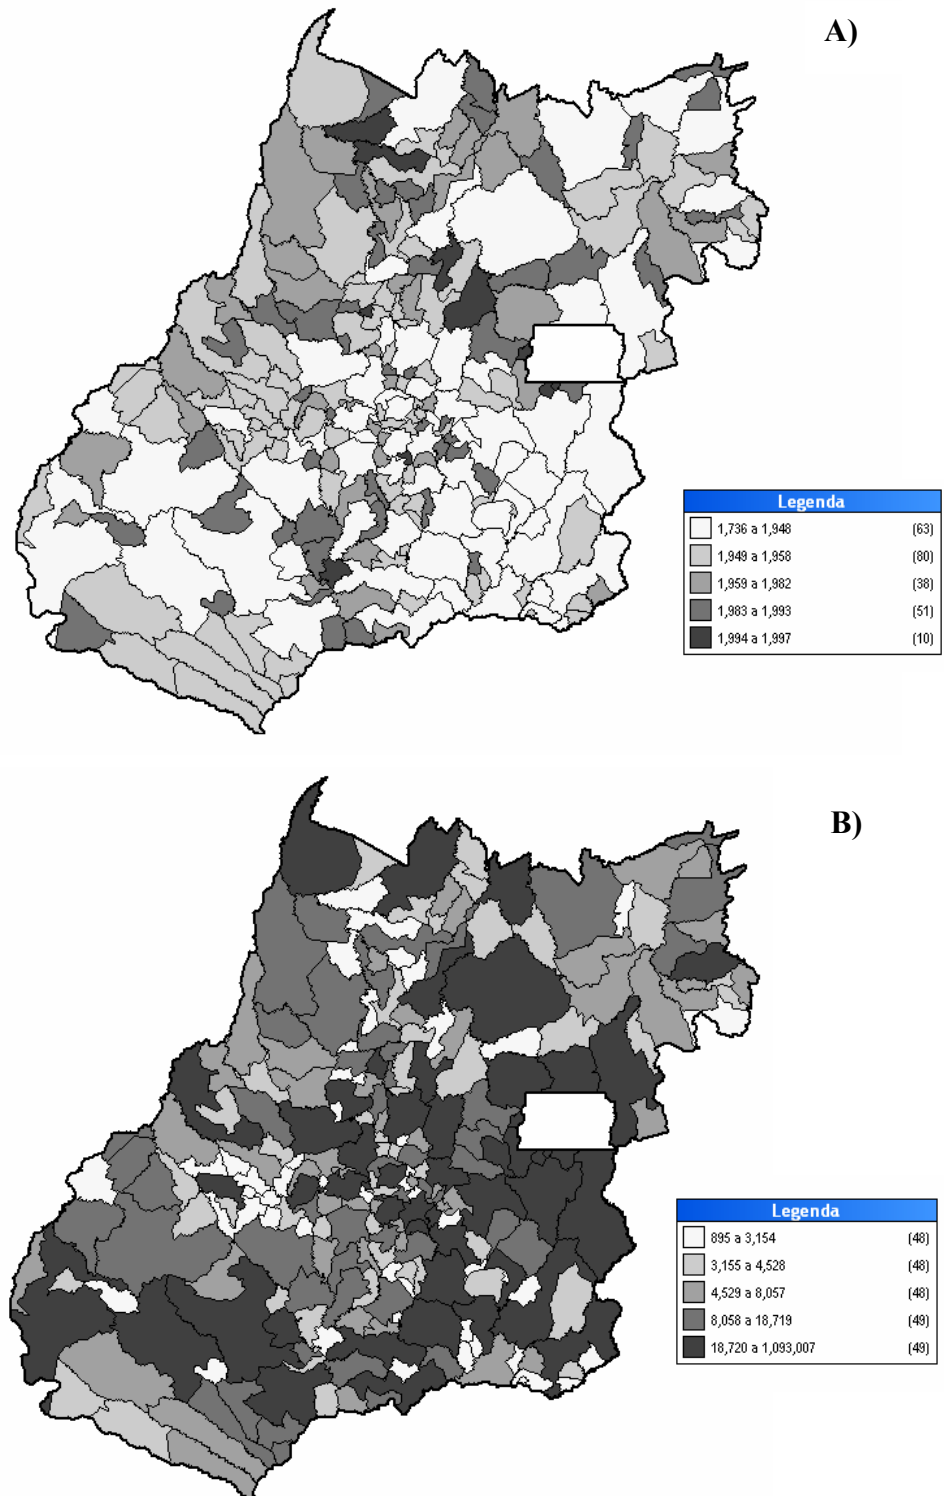 A)
Legenda
1,736 a 1,948 (63)
1,949 a 1,958 (80)
1,959 a 1,982 (38)
1,983 a 1,993 (51)
1,994 a 1,997 (10)
B)
Legenda
895 a 3,154 (48)
3,155 a 4,528 (48)
4,529 a 8,057 (48)
8,058 a 18,719 (49)
18,720 a 1,093,007 (49)